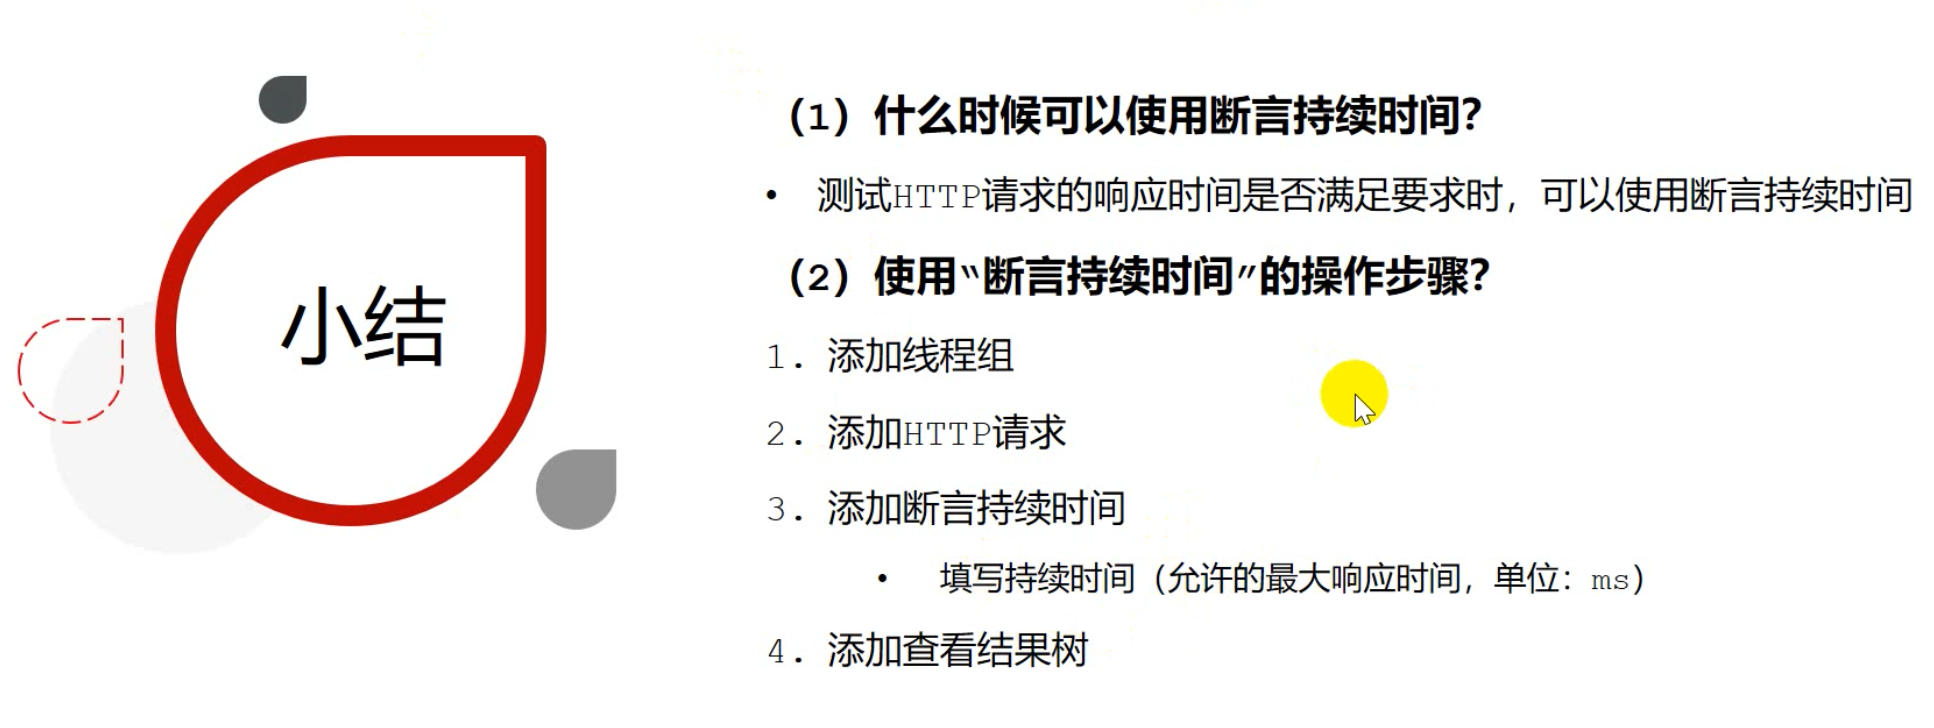 小结
（1）什么时候可以使用断言持续时间？
• 测试HTTP请求的响应时间是否满足要求时，可以使用断言持续时间
（2）使用“断言持续时间”的操作步骤？
1. 添加线程组
2. 添加HTTP请求
3. 添加断言持续时间
• 填写持续时间（允许的最大响应时间，单位：ms）
4. 添加查看结果树